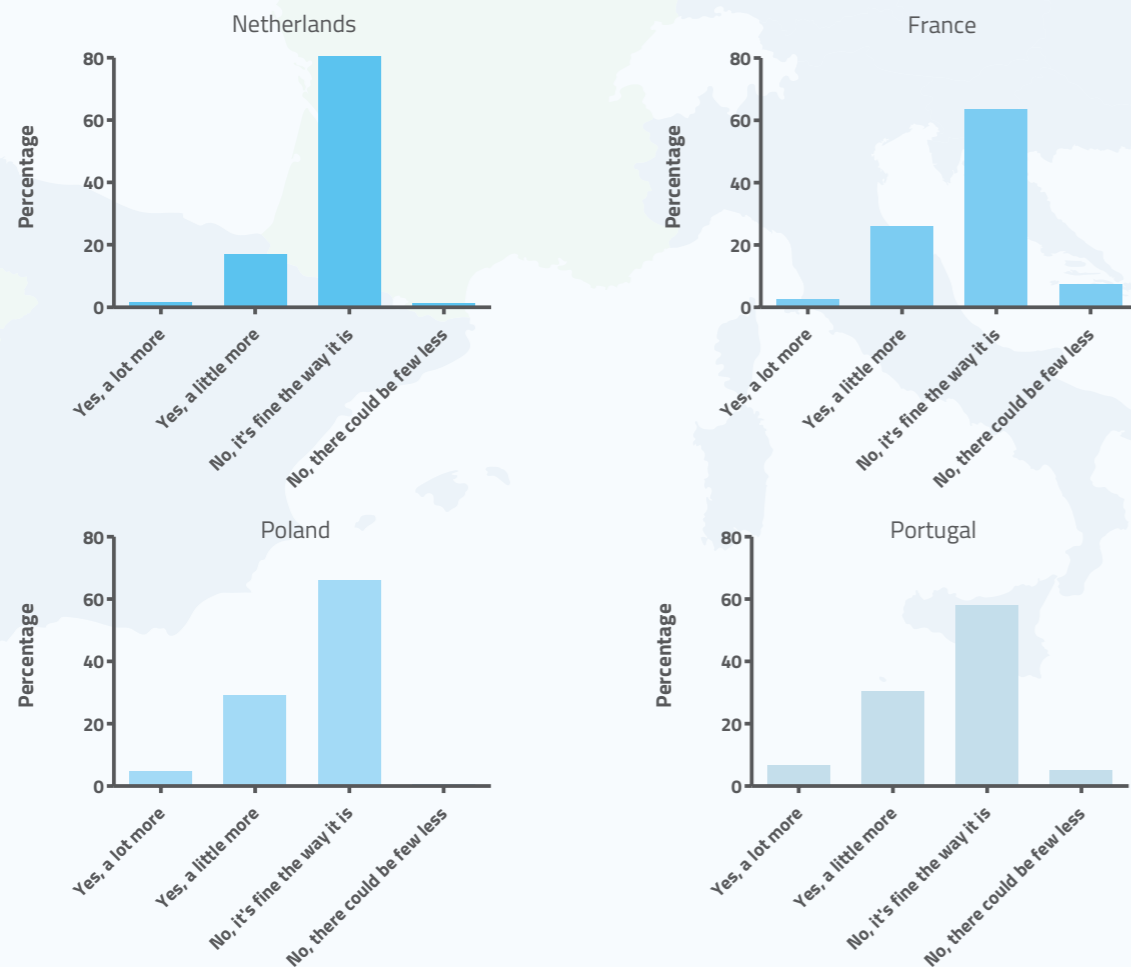 Netherlands
Percentage
80
60
40
20
0
Yes, a lot more
Yes, a little more
No, it's fine the way it is
No, there could be few less
France
Percentage
80
60
40
20
0
Yes, a lot more
Yes, a little more
No, it's fine the way it is
No, there could be few less
Poland
Percentage
80
60
40
20
0
Yes, a lot more
Yes, a little more
No, it's fine the way it is
No, there could be few less
Portugal
Percentage
80
60
40
20
0
Yes, a lot more
Yes, a little more
No, it's fine the way it is
No, there could be few less